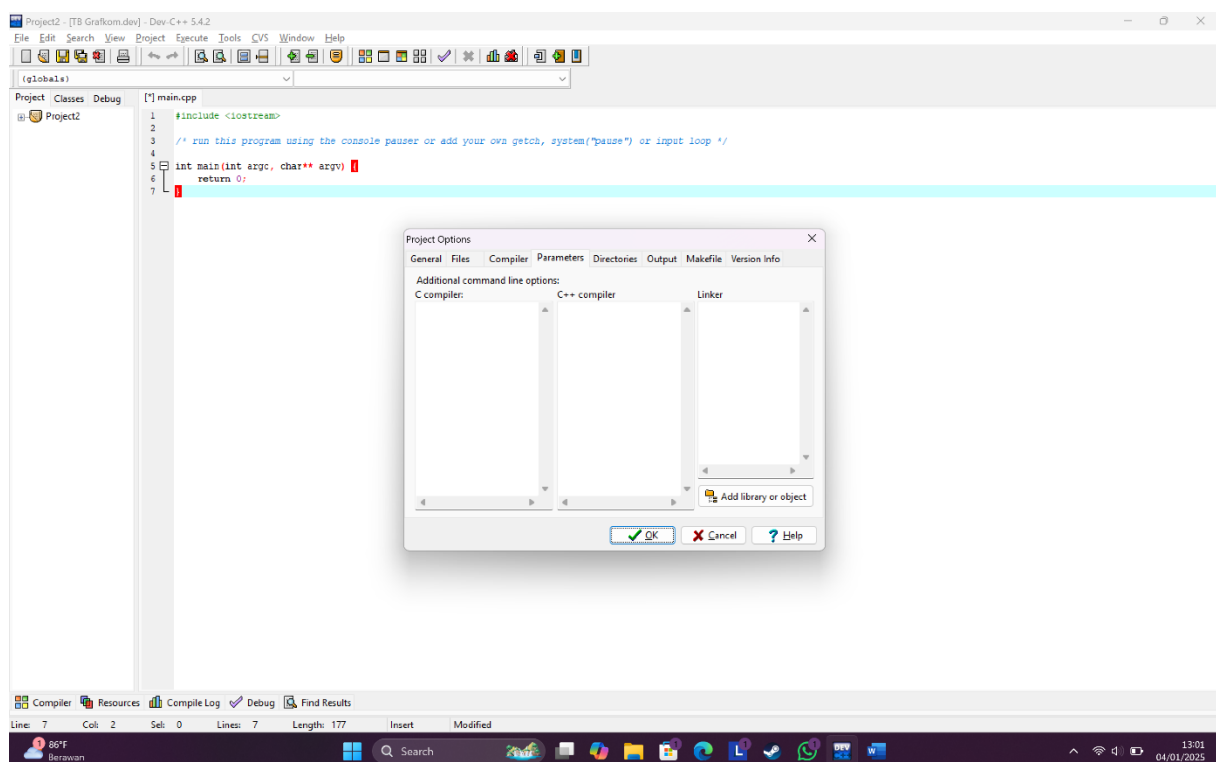 Project2 - [TB Grafkom.dev] - Dev-C++ 5.4.2
File Edit Search View Project Execute Tools CVS Window Help
(globals)
Project Classes Debug
[*] main.cpp
Project2
1 #include <iostream>
2
3 /* run this program using the console pauser or add your own getch, system("pause") or input loop */
4
5 int main(int argc, char** argv) {
6 return 0;
7 }
Project Options
General Files Compiler Parameters Directories Output Makefile Version Info
Additional command line options:
C compiler: C++ compiler Linker
Add library or object
OK Cancel Help
Compiler Resources Compile Log Debug Find Results
Line: 7 Col: 2 Sel: 0 Lines: 7 Length: 177 Insert Modified
1 86°F
Berawan
Search
L
DEV
W
13:01
04/01/2025